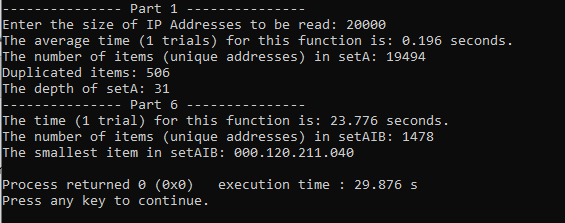 --------------- Part 1 ---------------
Enter the size of IP Addresses to be read: 20000
The average time (1 trials) for this function is: 0.196 seconds.
The number of items (unique addresses) in setA: 19494
Duplicated items: 506
The depth of setA: 31
--------------- Part 6 ---------------
The time (1 trial) for this function is: 23.776 seconds.
The number of items (unique addresses) in setAIB: 1478
The smallest item in setAIB: 000.120.211.040
Process returned 0 (0x0)   execution time : 29.876 s
Press any key to continue.